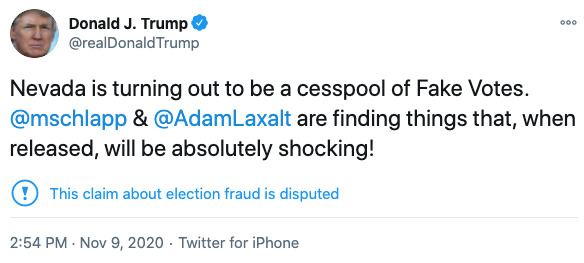 Donald J. Trump
@realDonaldTrump
Nevada is turning out to be a cesspool of Fake Votes.
@mschlapp & @AdamLaxalt are finding things that, when
released, will be absolutely shocking!
This claim about election fraud is disputed
2:54 PM · Nov 9, 2020 · Twitter for iPhone